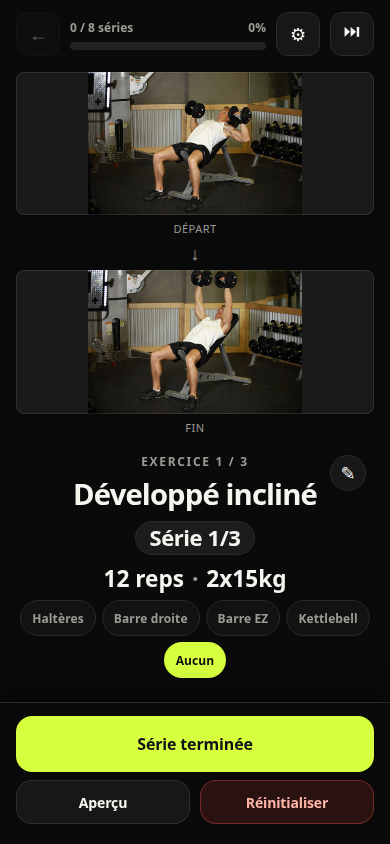 ←
0 / 8 séries
0%
DÉPART
↓
FIN
EXERCICE 1 / 3
Développé incliné
Série 1/3
12 reps · 2x15kg
Haltères
Barre droite
Barre EZ
Kettlebell
Aucun
Série terminée
Aperçu
Réinitialiser